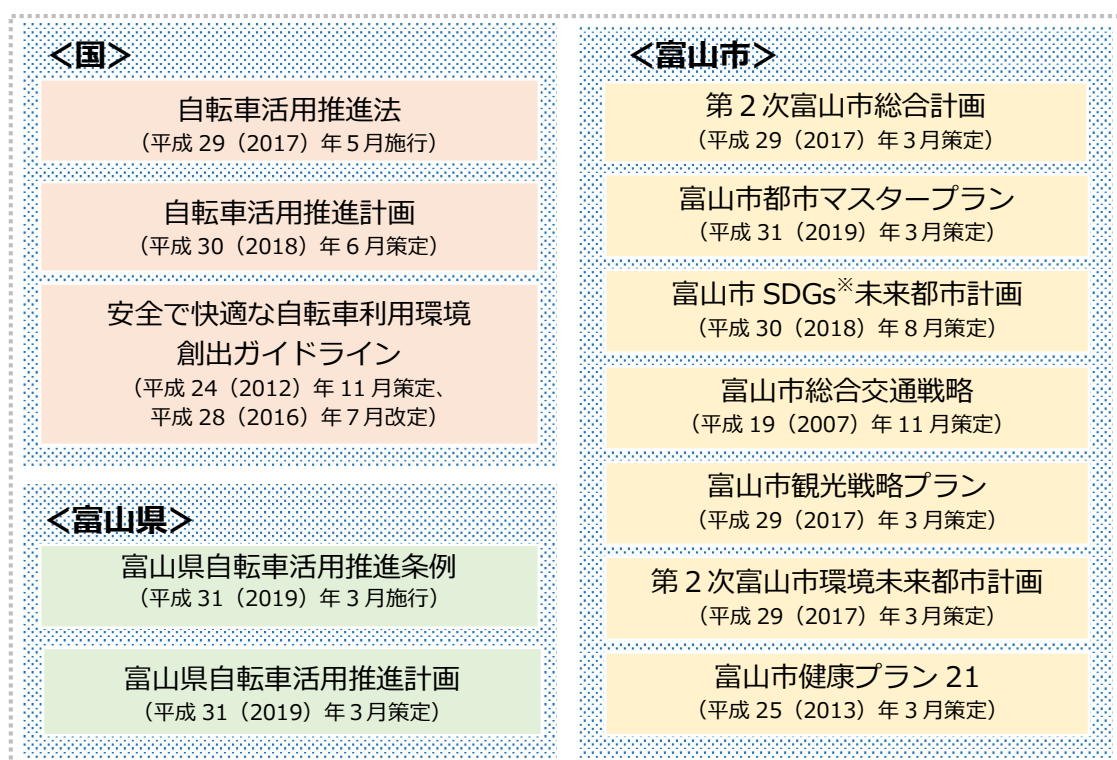 ＜国＞
自転車活用推進法
（平成 29（2017）年５月施行）
自転車活用推進計画
（平成 30（2018）年６月策定）
安全で快適な自転車利用環境
創出ガイドライン
（平成 24（2012）年 11 月策定、
平成 28（2016）年７月改定）
＜富山県＞
富山県自転車活用推進条例
（平成 31（2019）年３月施行）
富山県自転車活用推進計画
（平成 31（2019）年３月策定）
＜富山市＞
第２次富山市総合計画
（平成 29（2017）年３月策定）
富山市都市マスタープラン
（平成 31（2019）年３月策定）
富山市 SDGs※未来都市計画
（平成 30（2018）年８月策定）
富山市総合交通戦略
（平成 19（2007）年 11 月策定）
富山市観光戦略プラン
（平成 29（2017）年３月策定）
第２次富山市環境未来都市計画
（平成 29（2017）年３月策定）
富山市健康プラン 21
（平成 25（2013）年３月策定）